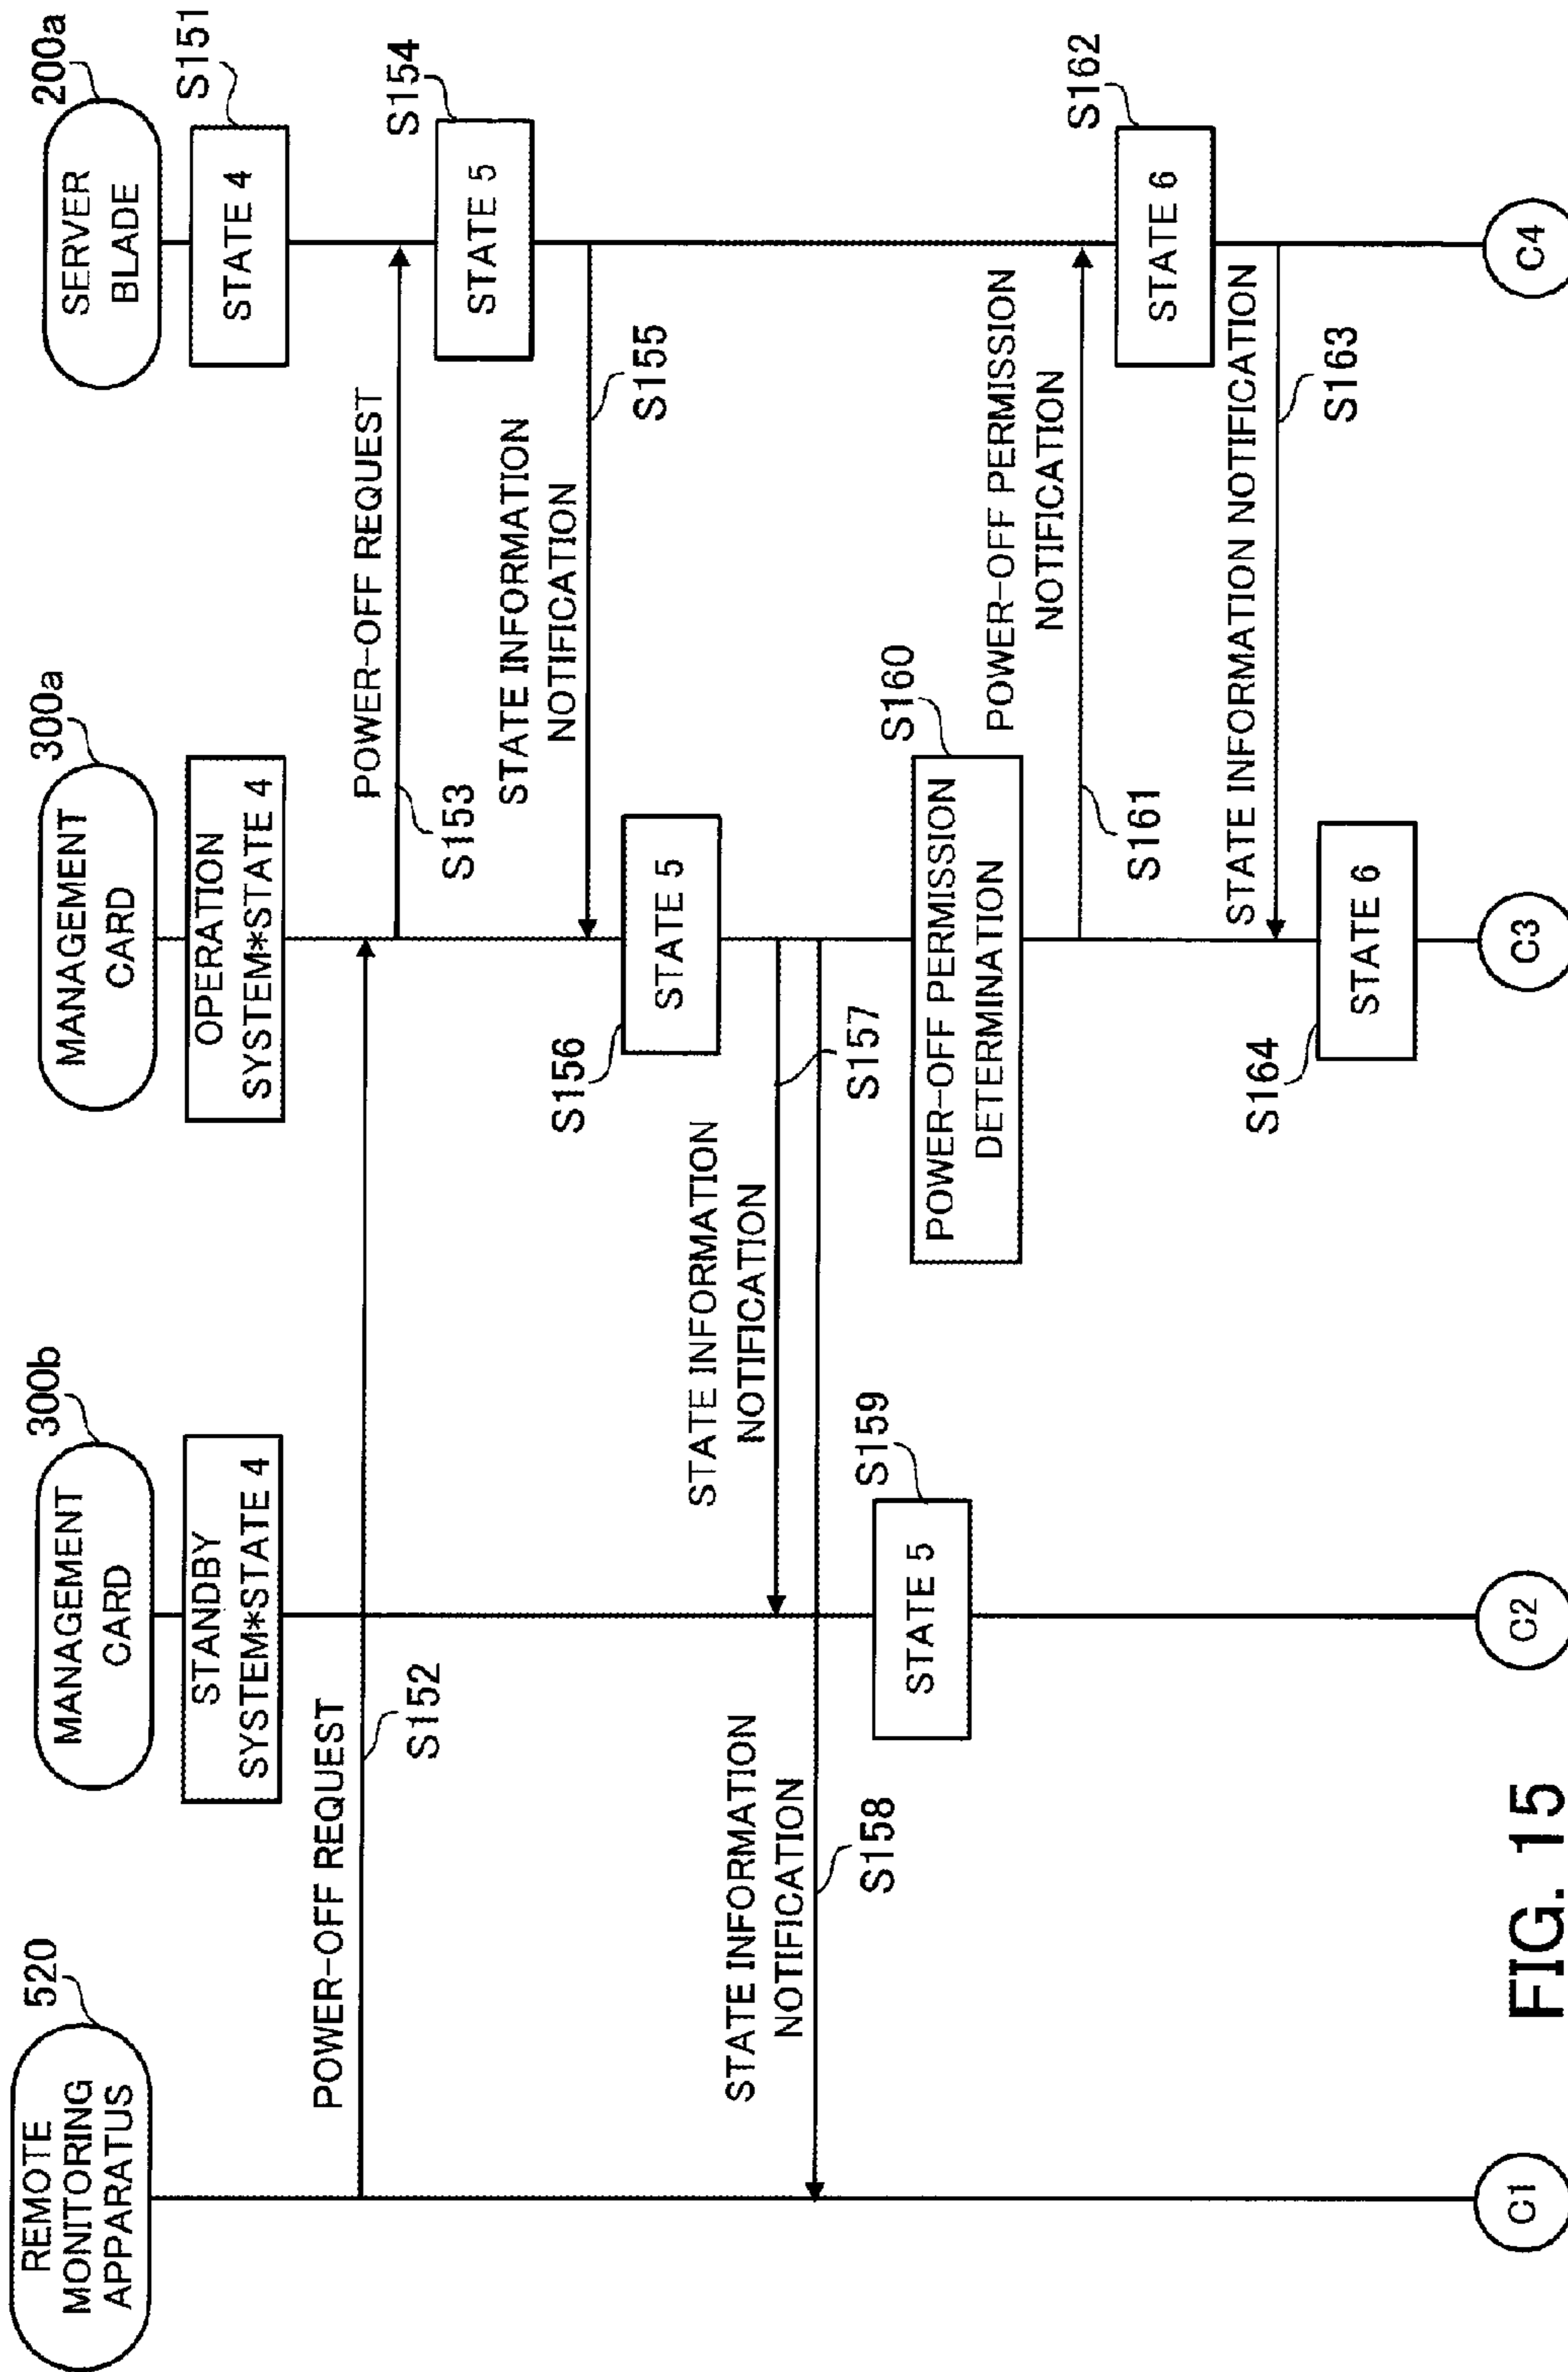 520
REMOTE
MONITORING
APPARATUS
300b
MANAGEMENT
CARD
300a
MANAGEMENT
CARD
200a
SERVER
BLADE
STANDBY
SYSTEM*STATE 4
OPERATION
SYSTEM*STATE 4
S151
STATE 4
POWER-OFF REQUEST
S152
POWER-OFF REQUEST
S153
S154
STATE 5
STATE INFORMATION
NOTIFICATION
S155
S156
STATE 5
STATE INFORMATION
NOTIFICATION
S157
STATE INFORMATION
NOTIFICATION
S158
S159
STATE 5
S160
POWER-OFF PERMISSION
DETERMINATION
POWER-OFF PERMISSION
NOTIFICATION
S161
S162
STATE 6
STATE INFORMATION NOTIFICATION
S163
S164
STATE 6
C1
C2
C3
C4
FIG. 15